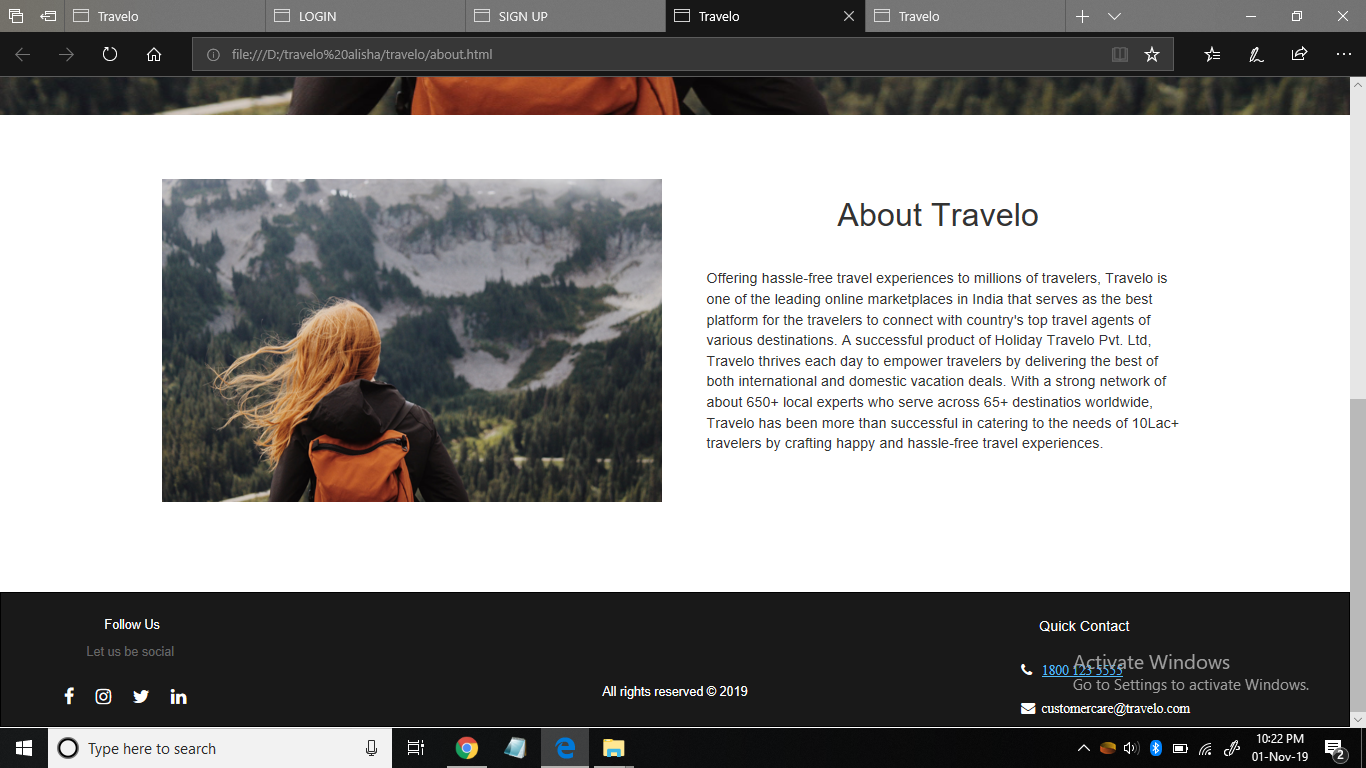 Travelo
LOGIN
SIGN UP
Travelo
Travelo
file:///D:/travelo%20alisha/travelo/about.html
About Travelo
Offering hassle-free travel experiences to millions of travelers, Travelo is
one of the leading online marketplaces in India that serves as the best
platform for the travelers to connect with country's top travel agents of
various destinations. A successful product of Holiday Travelo Pvt. Ltd,
Travelo thrives each day to empower travelers by delivering the best of
both international and domestic vacation deals. With a strong network of
about 650+ local experts who serve across 65+ destinatios worldwide,
Travelo has been more than successful in catering to the needs of 10Lac+
travelers by crafting happy and hassle-free travel experiences.
Follow Us
Let us be social
All rights reserved © 2019
Quick Contact
1800 123 5555
customercare@travelo.com
Activate Windows
Go to Settings to activate Windows.
Type here to search
10:22 PM
01-Nov-19
2